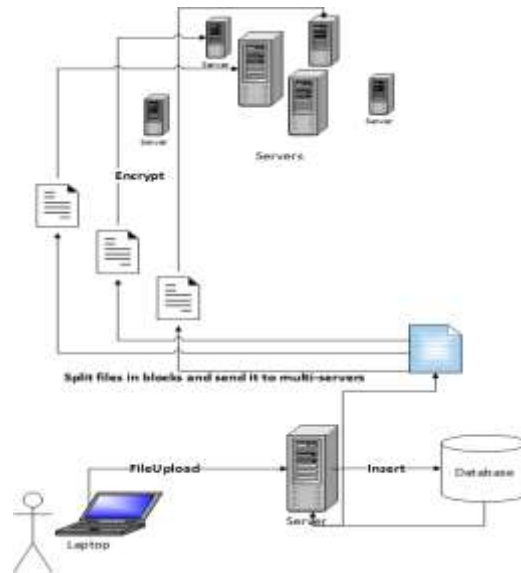 Server
Server
Server
Servers
Encrypt
Split files in blocks and send it to multi-servers
FileUpload
Insert
Database
Server
Laptop